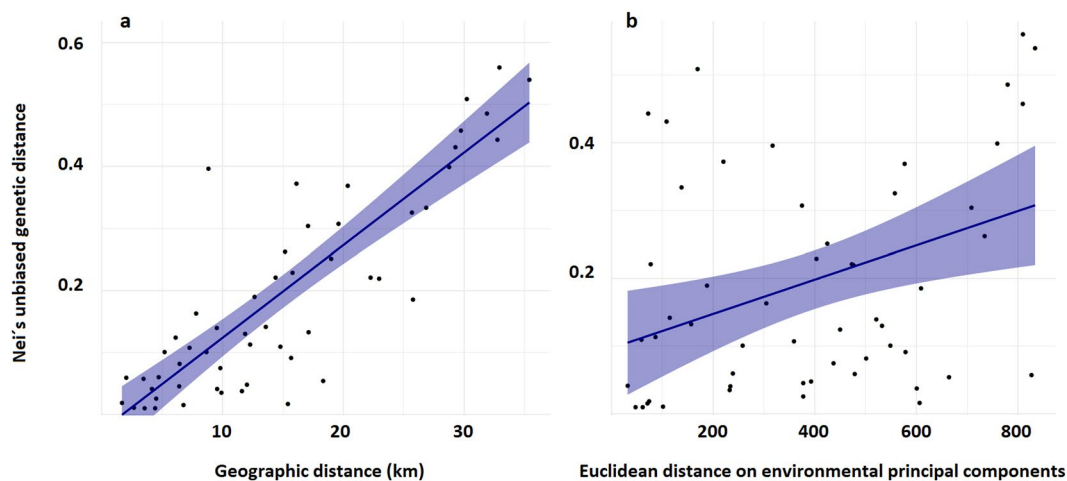 a
b
Nei´s unbiased genetic distance
0.6
0.4
0.2
10
20
30
Geographic distance (km)
0.4
0.2
200
400
600
800
Euclidean distance on environmental principal components